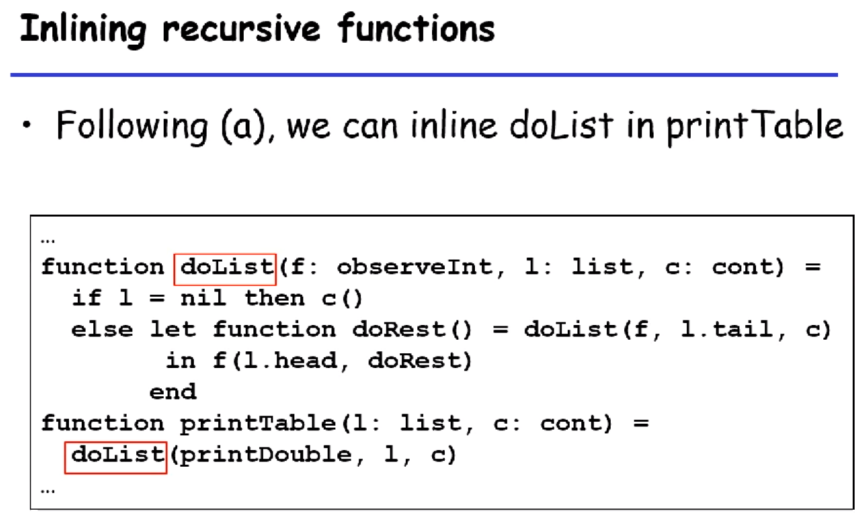 Inlining recursive functions
• Following (a), we can inline doList in printTable
...
function doList(f: observeInt, l: list, c: cont) =
if l = nil then c()
else let function doRest() = doList(f, l.tail, c)
in f(l.head, doRest)
end
function printTable(l: list, c: cont) =
doList(printDouble, l, c)
...